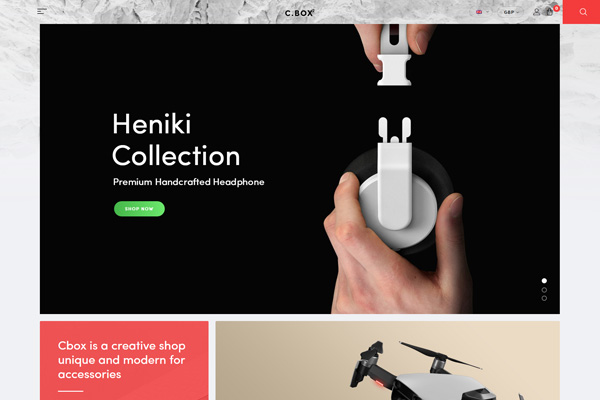 C.BOX
GBP
0
Heniki
Collection
Premium Handcrafted Headphone
SHOP NOW
Cbox is a creative shop
unique and modern for
accessories